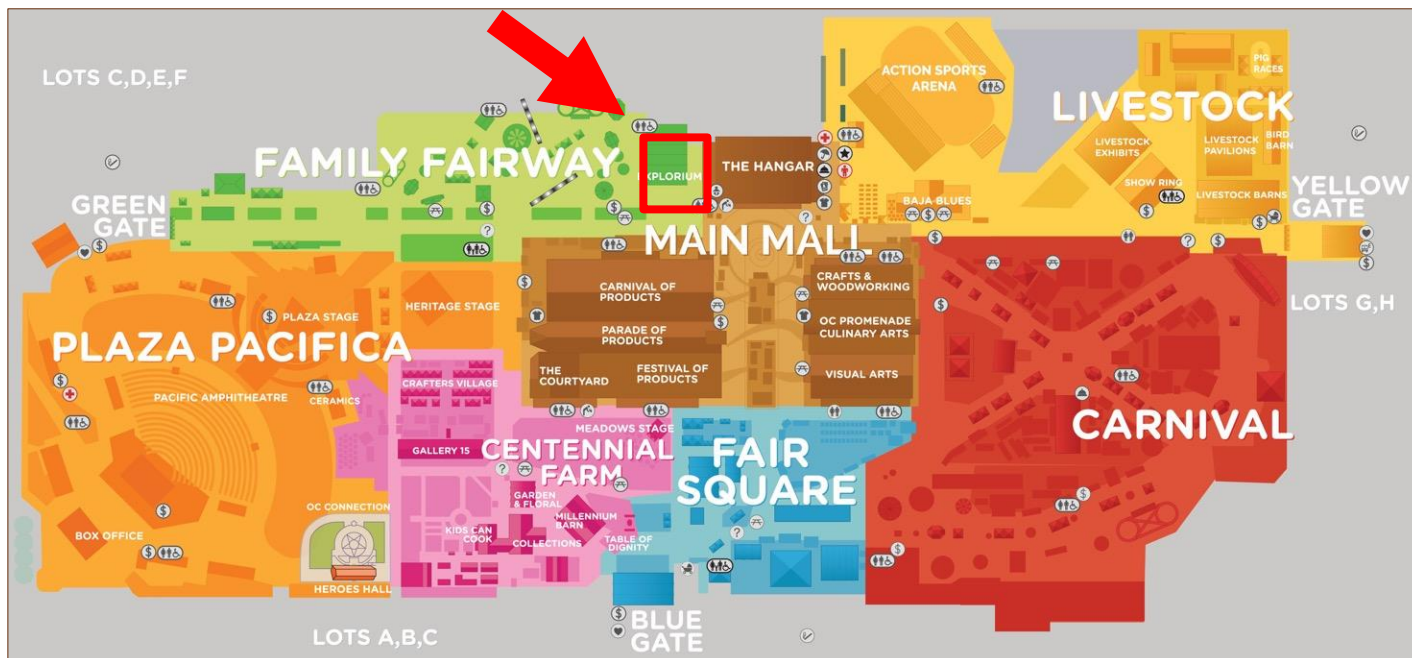 LOTS C,D,E,F
ACTION SPORTS
ARENA
PIG
RACES
LIVESTOCK
LIVESTOCK
EXHIBITS
LIVESTOCK
PAVILIONS
BIRD
BARN
SHOW RING
LIVESTOCK BARNS
YELLOW
GATE
BAJA BLUES
FAMILY FAIRWAY
EXPLORIUM
THE HANGAR
GREEN
GATE
MAIN MALL
LOTS G,H
CARNIVAL OF
PRODUCTS
PARADE OF
PRODUCTS
THE
COURTYARD
FESTIVAL OF
PRODUCTS
CRAFTS &
WOODWORKING
OC PROMENADE
CULINARY ARTS
VISUAL ARTS
HERITAGE STAGE
PLAZA STAGE
PLAZA PACIFICA
PACIFIC AMPHITHEATRE
CERAMICS
CRAFTERS VILLAGE
GALLERY 15
MEADOWS STAGE
CENTENNIAL
FARM
FAIR
SQUARE
CARNIVAL
OC CONNECTION
BOX OFFICE
HEROES HALL
GARDEN
& FLORAL
KIDS CAN
COOK
MILLENNIUM
BARN
COLLECTIONS
TABLE OF
DIGNITY
LOTS A,B,C
BLUE
GATE